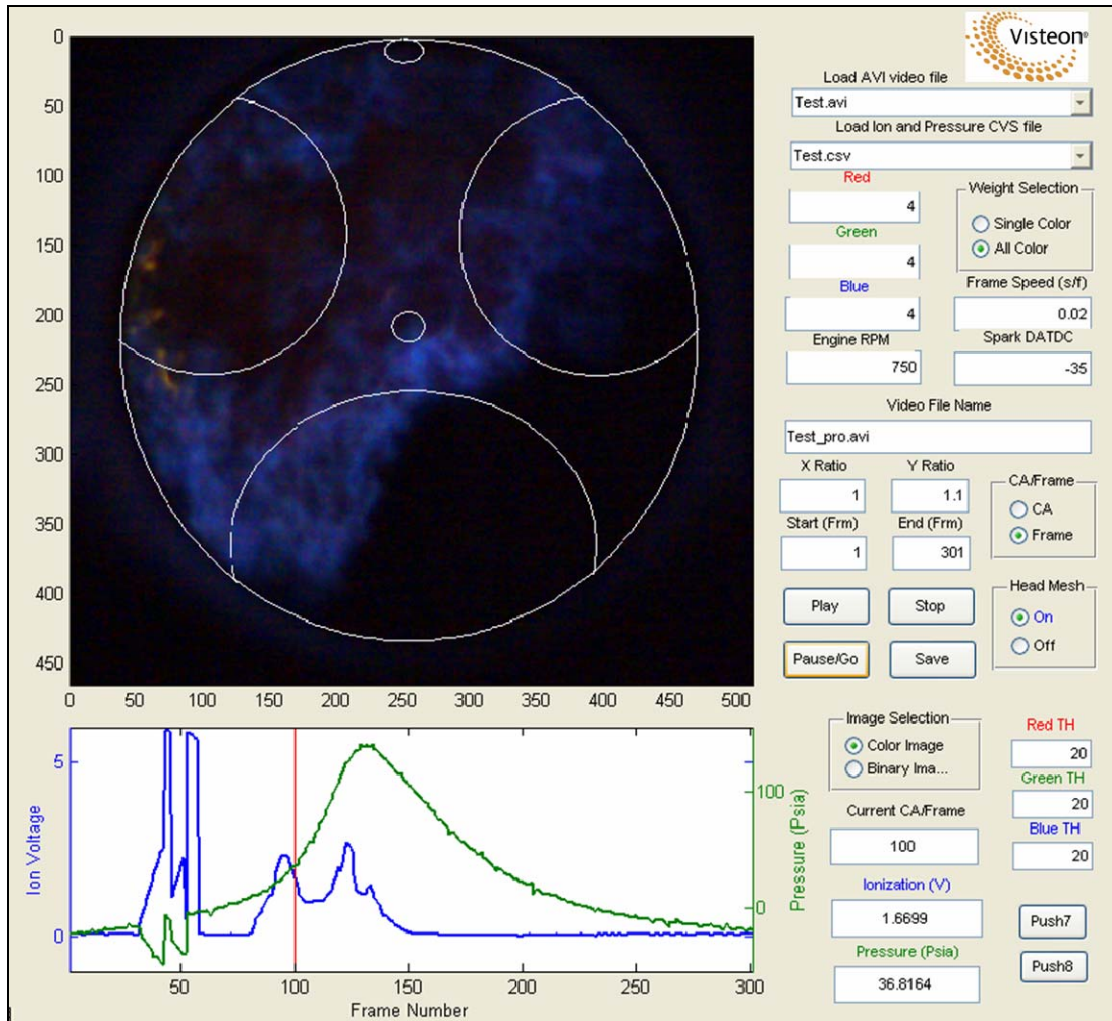 Visteon®
Load AVI video file
Test.avi
Load Ion and Pressure CVS file
Test.csv
Red
4
Green
4
Blue
4
Weight Selection
Single Color
All Color
Frame Speed (s/f)
0.02
Engine RPM
750
Spark DATDC
-35
Video File Name
Test_pro.avi
X Ratio
1
Y Ratio
1.1
Start (Frm)
1
End (Frm)
301
CA/Frame
CA
Frame
Play
Stop
Pause/Go
Save
Head Mesh
On
Off
0
50
100
150
200
250
300
350
400
450
0 50 100 150 200 250 300 350 400 450 500
Image Selection
Color Image
Binary Ima...
Red TH
20
Green TH
20
Blue TH
20
Current CA/Frame
100
Ionization (V)
1.6699
Pressure (Psia)
36.8164
Push7
Push8
Ion Voltage
5
0
Pressure (Psia)
100
0
50 100 150 200 250 300
Frame Number